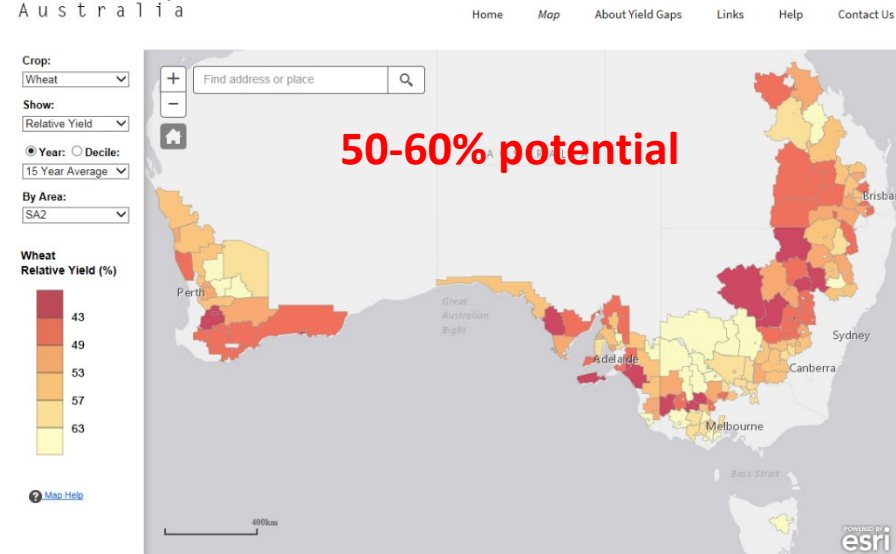 Australia
Home Map About Yield Gaps Links Help Contact Us
Crop:
Wheat
Show:
Relative Yield
Year: Decile:
15 Year Average
By Area:
SA2
Wheat
Relative Yield (%)
43
49
53
57
63
Map Help
+
Find address or place
−
50-60% potential
Brisba
Perth
Great
Australian
Bight
Adelaide
Sydney
Canberra
Melbourne
Bass Strait
400km
POWERED BY
esri